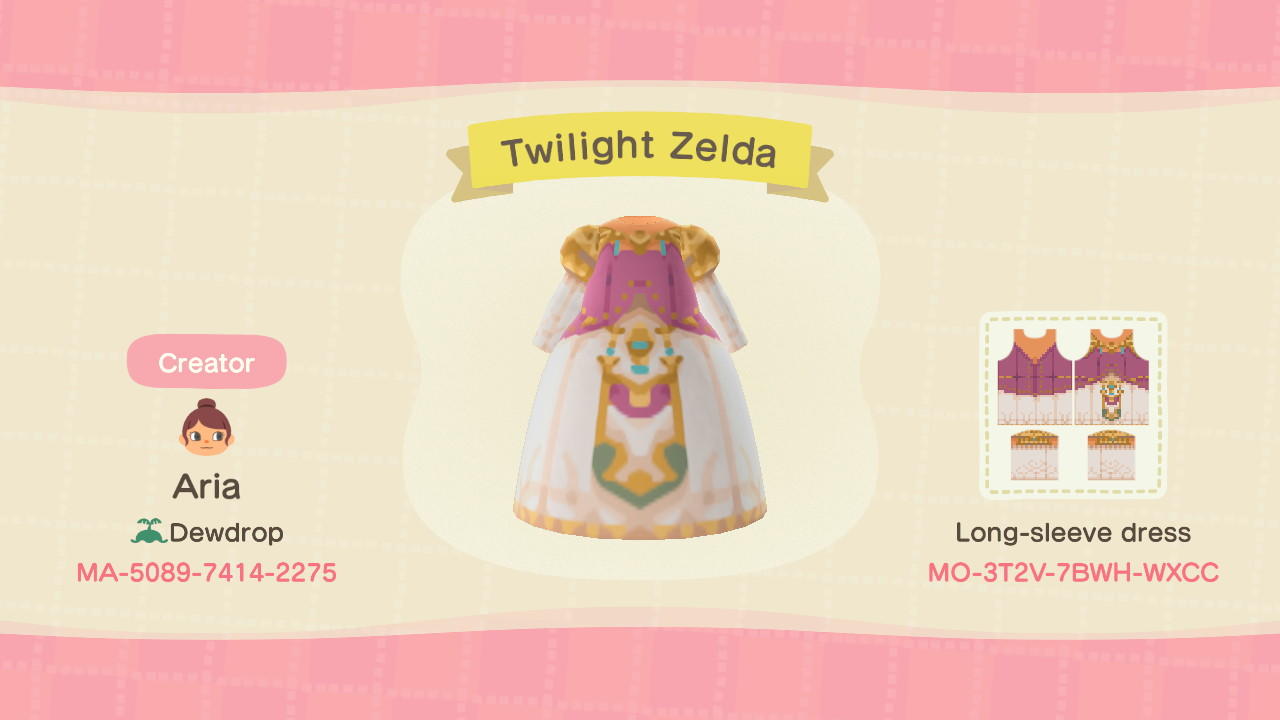 Twilight Zelda
Creator
Aria
Dewdrop
MA-5089-7414-2275
Long-sleeve dress
MO-3T2V-7BWH-WXCC